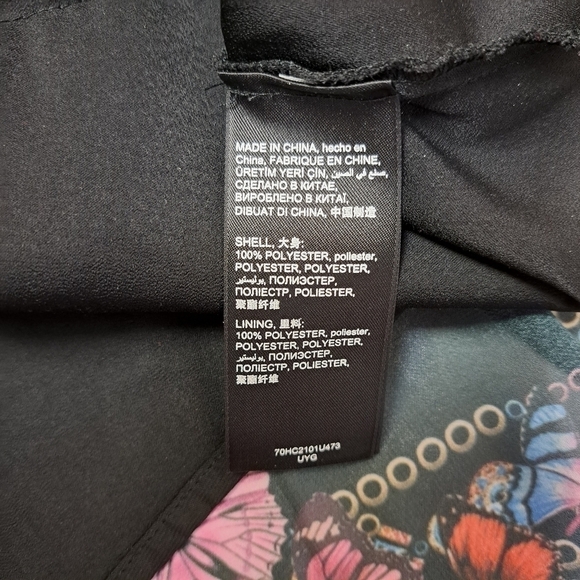 MADE IN CHINA, hecho en
China, FABRIQUE EN CHINE,
ÜRETİM YERİ ÇİN, صنع في الصين,
СДЕЛАНО В КИТАЕ,
ВИРОБЛЕНО В КИТАЇ,
DIBUAT DI CHINA, 中国制造
SHELL, 大身:
100% POLYESTER, poliester,
POLYESTER, POLYESTER,
بوليستير, ПОЛИЭСТЕР,
ПОЛІЕСТР, POLIESTER,
聚酯纤维
LINING, 里料:
100% POLYESTER, poliester,
POLYESTER, POLYESTER,
بوليستير, ПОЛИЭСТЕР,
ПОЛІЕСТР, POLIESTER,
聚酯纤维
70HC2101U473
UYG